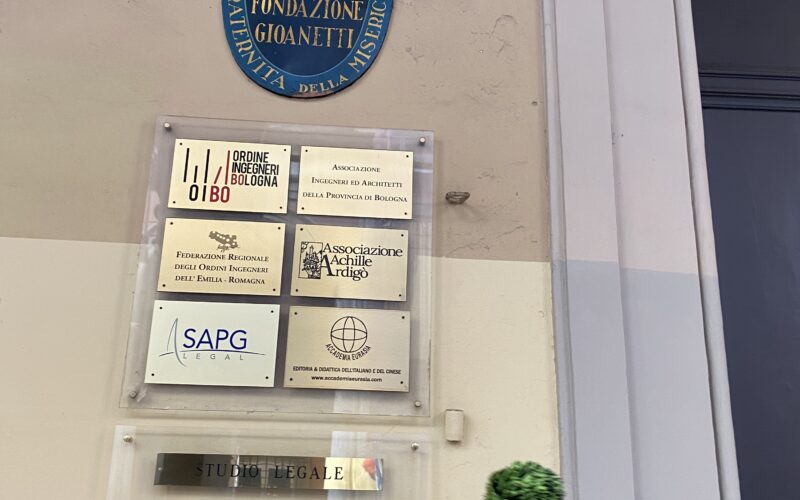 FONDAZIONE
GIOANETTI
FRATERNITÀ DELLA MISERIC
ORDINE
INGEGNERI
BOLOGNA
OIBO
ASSOCIAZIONE
INGEGNERI ED ARCHITETTI
DELLA PROVINCIA DI BOLOGNA
FEDERAZIONE REGIONALE
DEGLI ORDINI INGEGNERI
DELL'EMILIA - ROMAGNA
Associazione
Achille
Ardigò
SAPG
LEGAL
ACCADEMIA EURASIA
EDITORIA & DIDATTICA DELL'ITALIANO E DEL CINESE
www.accademiaeurasia.com
STUDIO LEGALE